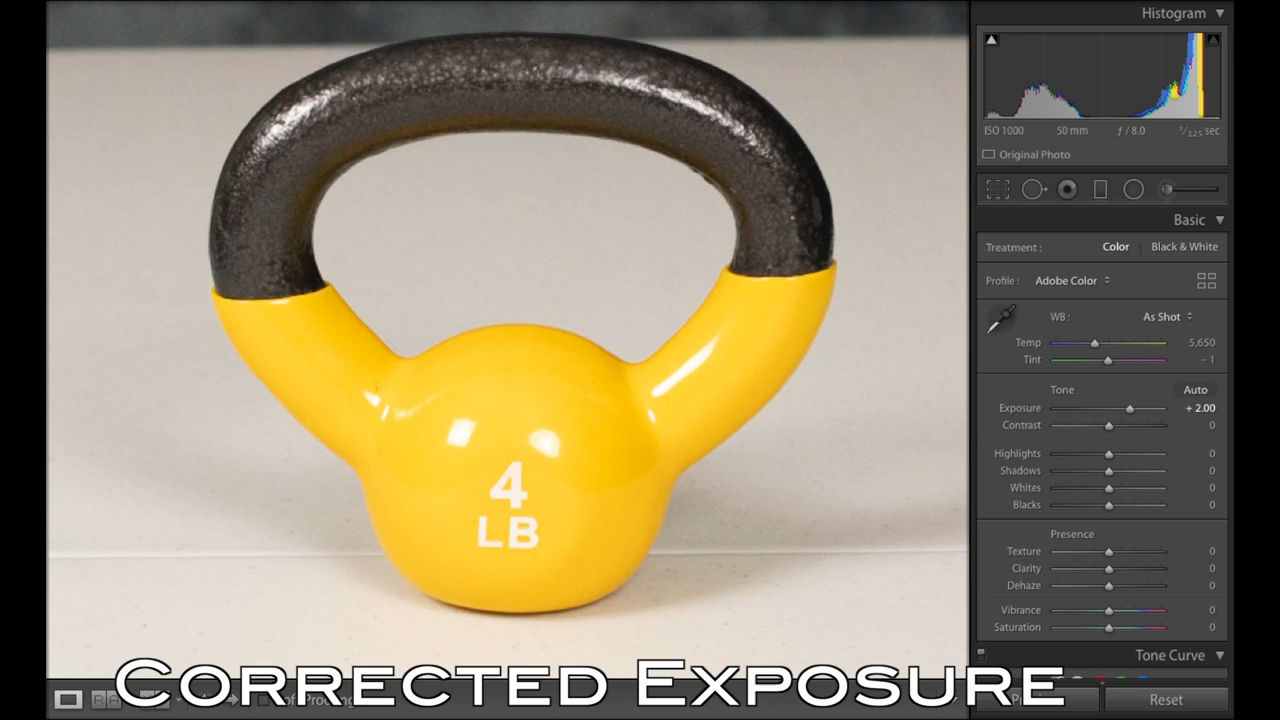 Histogram
ISO 1000 50 mm ƒ / 8.0 1/125 sec
Original Photo
Basic
Treatment : Color Black & White
Profile : Adobe Color
WB : As Shot
Temp 5,650
Tint – 1
Tone Auto
Exposure + 2.00
Contrast 0
Highlights 0
Shadows 0
Whites 0
Blacks 0
Presence
Texture 0
Clarity 0
Dehaze 0
Vibrance 0
Saturation 0
Tone Curve
Reset
4
LB
Corrected Exposure